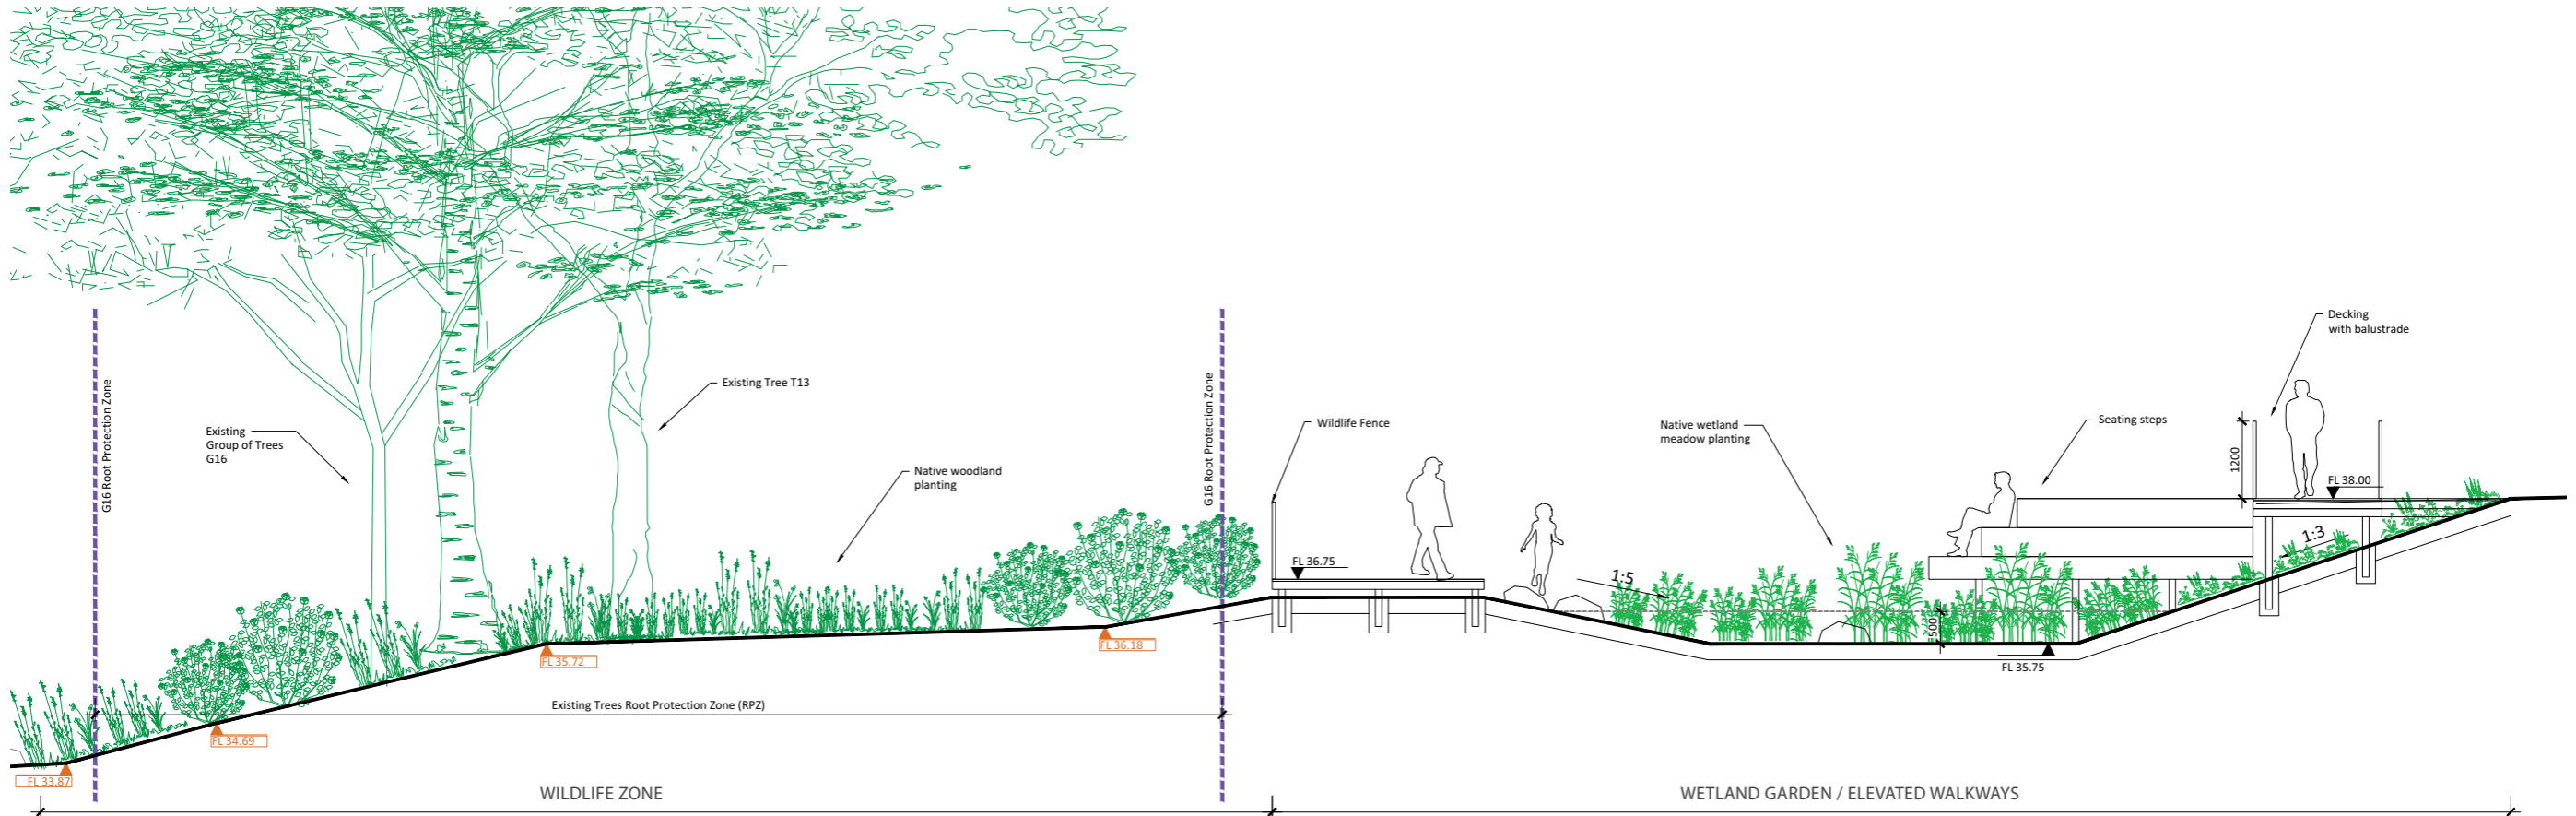 G16 Root Protection Zone
Existing
Group of Trees
G16
Existing Tree T13
Native woodland
planting
G16 Root Protection Zone
Wildlife Fence
FL 36.75
1:5
Native wetland
meadow planting
Seating steps
Decking
with balustrade
1200
FL 38.00
1:3
500
FL 35.75
FL 35.72
FL 36.18
Existing Trees Root Protection Zone (RPZ)
FL 34.69
FL 33.87
WILDLIFE ZONE
WETLAND GARDEN / ELEVATED WALKWAYS